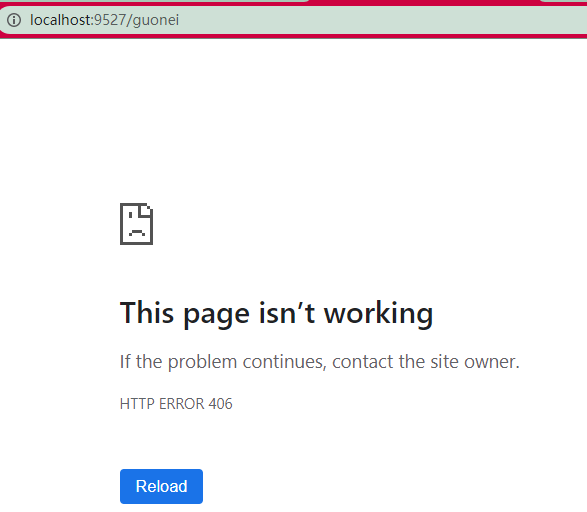 localhost:9527/guonei
This page isn’t working
If the problem continues, contact the site owner.
HTTP ERROR 406
Reload